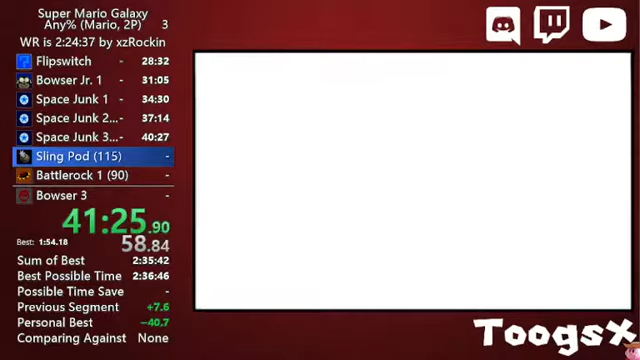 Super Mario Galaxy
Any% (Mario, 2P) 3
WR is 2:24:37 by xzRockin
Flipswitch - 28:32
Bowser Jr. 1 - 31:05
Space Junk 1 - 34:30
Space Junk 2...- 37:14
Space Junk 3...- 40:27
Sling Pod (115) -
Battlerock 1 (90) -
Bowser 3 -
41:25.90
Best: 1:54.18 58.84
Sum of Best 2:35:42
Best Possible Time 2:36:46
Possible Time Save -
Previous Segment +7.6
Personal Best −40.7
Comparing Against None
ToogsX